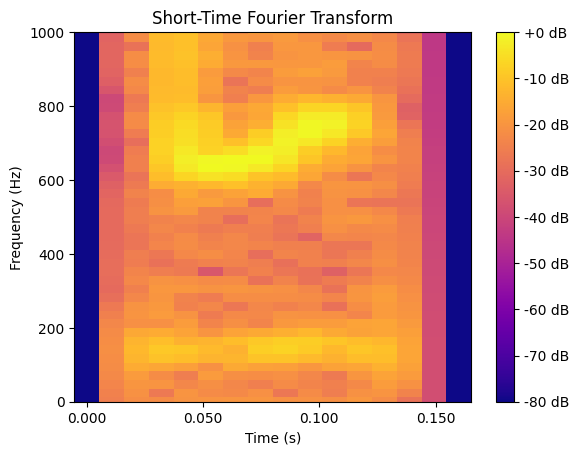 Short-Time Fourier Transform
1000
800
600
400
200
0
Frequency (Hz)
0.000
0.050
0.100
0.150
Time (s)
+0 dB
-10 dB
-20 dB
-30 dB
-40 dB
-50 dB
-60 dB
-70 dB
-80 dB